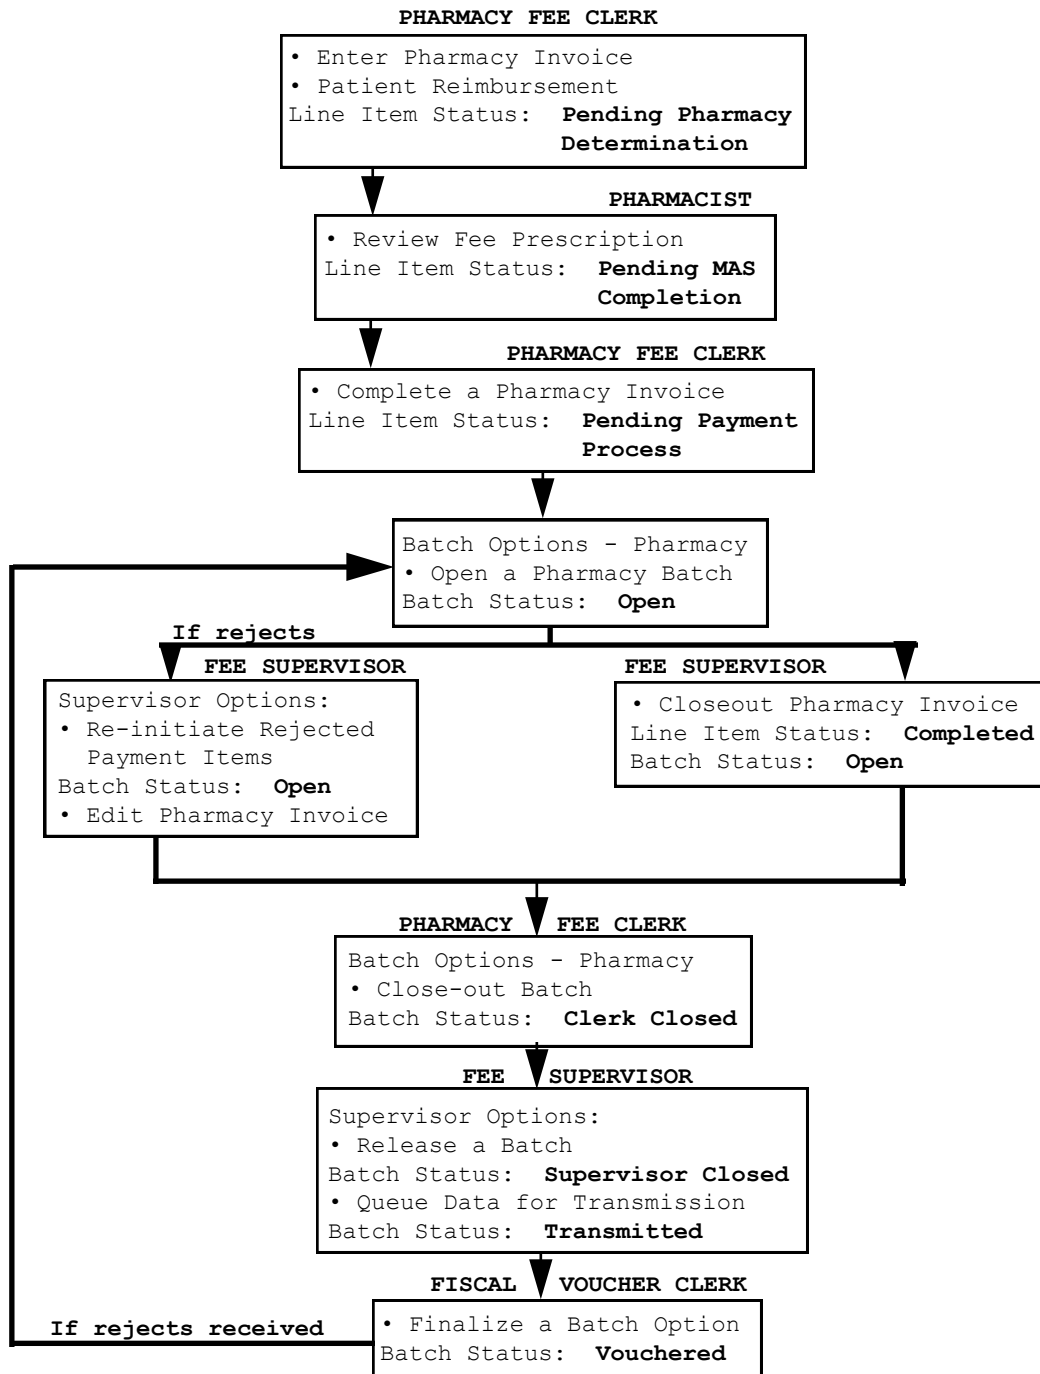 PHARMACY FEE CLERK
• Enter Pharmacy Invoice
• Patient Reimbursement
Line Item Status: Pending Pharmacy
Determination
PHARMACIST
• Review Fee Prescription
Line Item Status: Pending MAS
Completion
PHARMACY FEE CLERK
• Complete a Pharmacy Invoice
Line Item Status: Pending Payment
Process
Batch Options - Pharmacy
• Open a Pharmacy Batch
Batch Status: Open
If rejects
FEE SUPERVISOR
Supervisor Options:
• Re-initiate Rejected
Payment Items
Batch Status: Open
• Edit Pharmacy Invoice
FEE SUPERVISOR
• Closeout Pharmacy Invoice
Line Item Status: Completed
Batch Status: Open
PHARMACY FEE CLERK
Batch Options - Pharmacy
• Close-out Batch
Batch Status: Clerk Closed
FEE SUPERVISOR
Supervisor Options:
• Release a Batch
Batch Status: Supervisor Closed
• Queue Data for Transmission
Batch Status: Transmitted
FISCAL VOUCHER CLERK
• Finalize a Batch Option
Batch Status: Vouchered
If rejects received